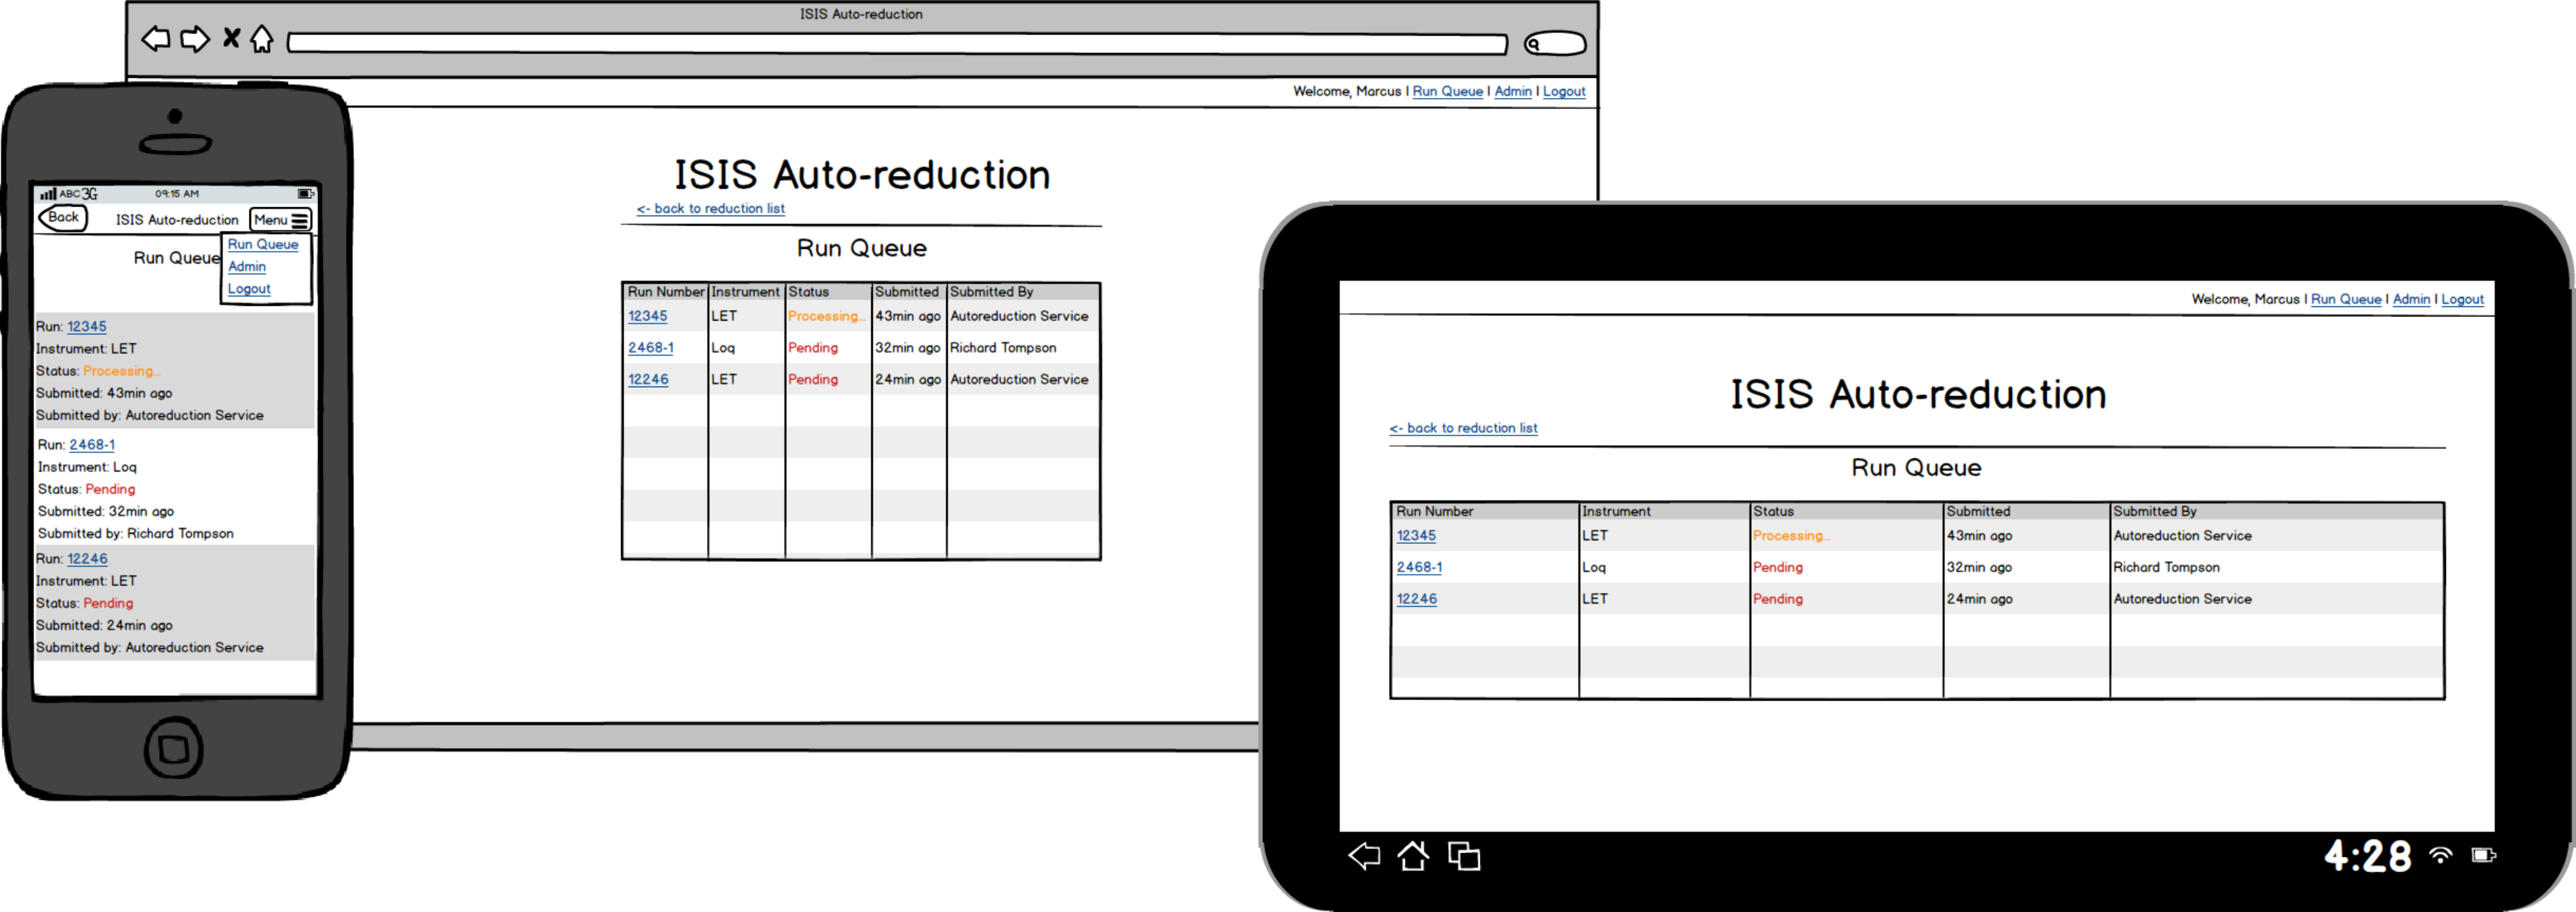 ISIS Auto-reduction
Welcome, Marcus | Run Queue | Admin | Logout
ISIS Auto-reduction
<- back to reduction list
Run Queue
Run Number Instrument Status Submitted Submitted By
12345 LET Processing... 43min ago Autoreduction Service
2468-1 Loq Pending 32min ago Richard Tompson
12246 LET Pending 24min ago Autoreduction Service
ABC 3G 09:15 AM
Back ISIS Auto-reduction Menu
Run Queue
Admin
Logout
Run Queue
Run: 12345
Instrument: LET
Status: Processing...
Submitted: 43min ago
Submitted by: Autoreduction Service
Run: 2468-1
Instrument: Loq
Status: Pending
Submitted: 32min ago
Submitted by: Richard Tompson
Run: 12246
Instrument: LET
Status: Pending
Submitted: 24min ago
Submitted by: Autoreduction Service
Welcome, Marcus | Run Queue | Admin | Logout
ISIS Auto-reduction
<- back to reduction list
Run Queue
Run Number Instrument Status Submitted Submitted By
12345 LET Processing... 43min ago Autoreduction Service
2468-1 Loq Pending 32min ago Richard Tompson
12246 LET Pending 24min ago Autoreduction Service
4:28